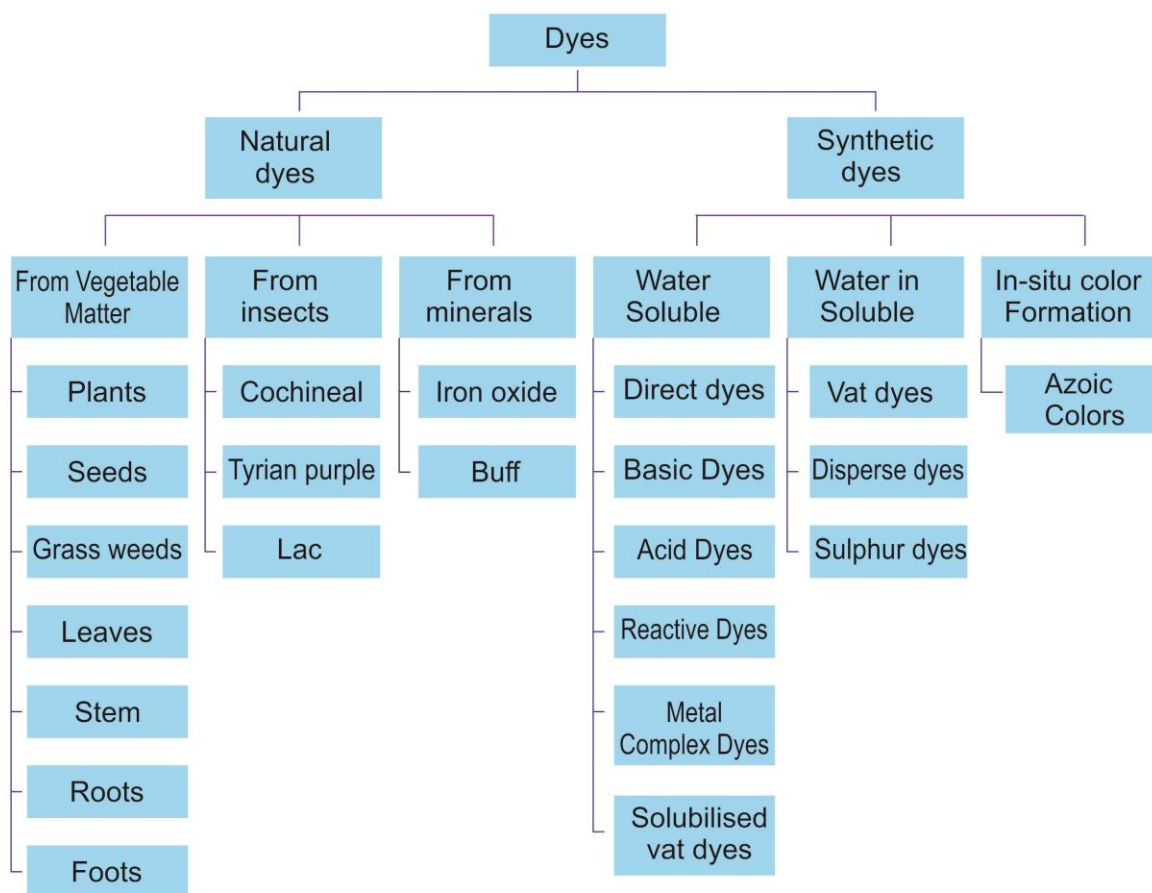 Dyes
Natural
dyes
Synthetic
dyes
From Vegetable
Matter
From
insects
From
minerals
Water
Soluble
Water in
Soluble
In-situ color
Formation
Plants
Seeds
Grass weeds
Leaves
Stem
Roots
Foots
Cochineal
Tyrian purple
Lac
Iron oxide
Buff
Direct dyes
Basic Dyes
Acid Dyes
Reactive Dyes
Metal
Complex Dyes
Solubilised
vat dyes
Vat dyes
Disperse dyes
Sulphur dyes
Azoic
Colors